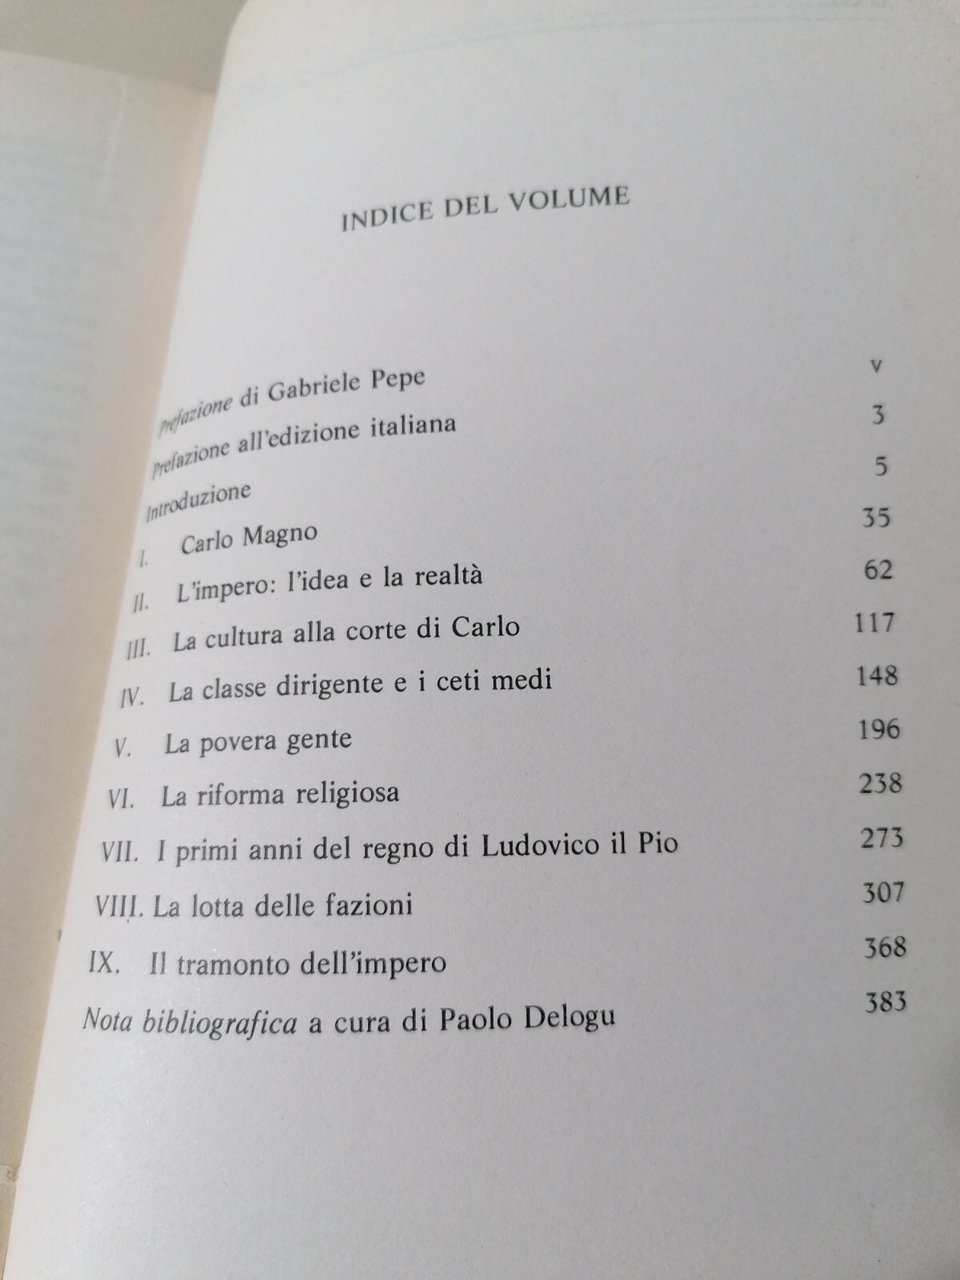 INDICE DEL VOLUME
Prefazione di Gabriele Pepe V
Prefazione all'edizione italiana 3
Introduzione 5
I. Carlo Magno 35
II. L'impero: l'idea e la realtà 62
III. La cultura alla corte di Carlo 117
IV. La classe dirigente e i ceti medi 148
V. La povera gente 196
VI. La riforma religiosa 238
VII. I primi anni del regno di Ludovico il Pio 273
VIII. La lotta delle fazioni 307
IX. Il tramonto dell'impero 368
Nota bibliografica a cura di Paolo Delogu 383